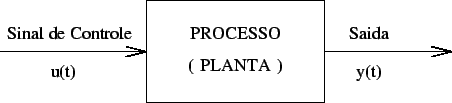 Sinal de Controle
u(t)
PROCESSO
( PLANTA )
Saida
y(t)